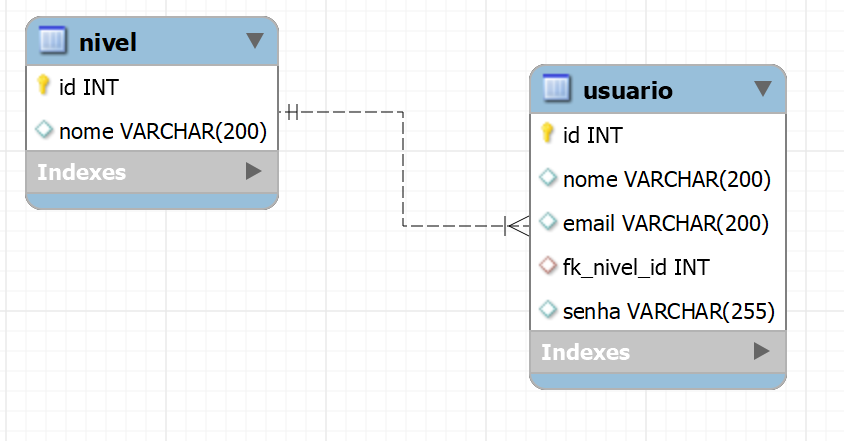 nivel
id INT
nome VARCHAR(200)
Indexes
usuario
id INT
nome VARCHAR(200)
email VARCHAR(200)
fk_nivel_id INT
senha VARCHAR(255)
Indexes